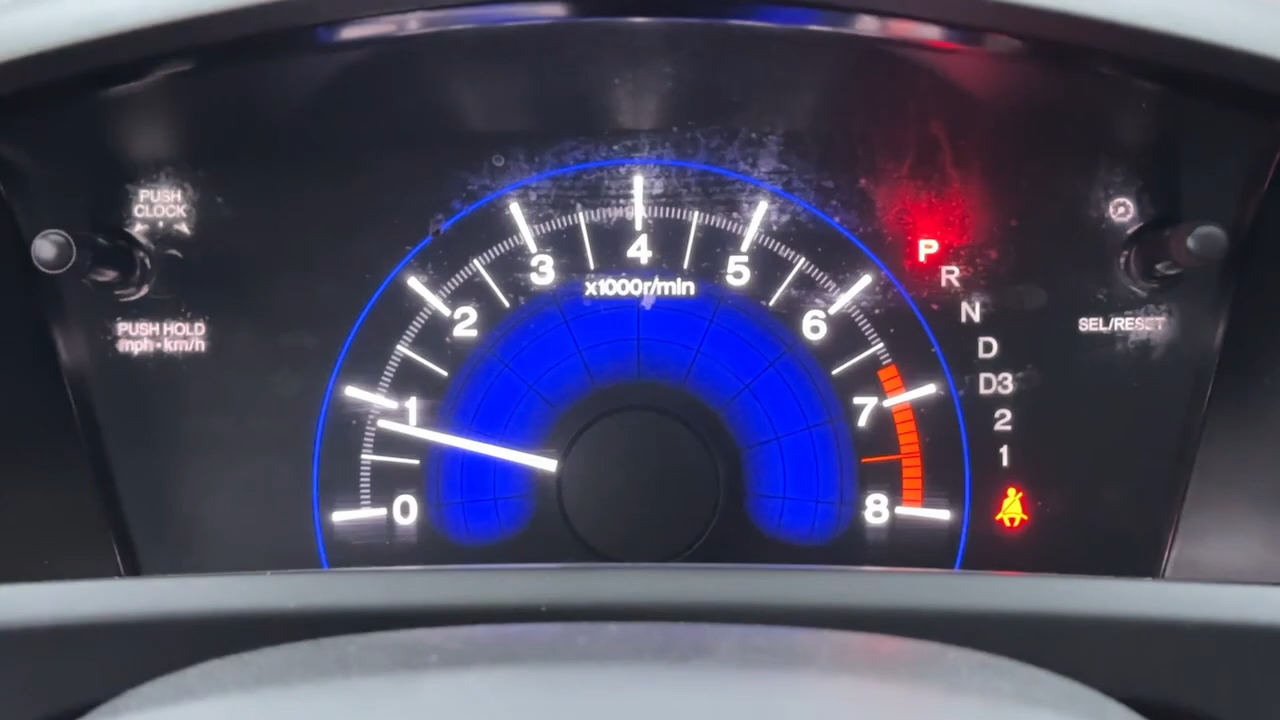 PUSH
CLOCK
PUSH HOLD
mph•km/h
0
1
2
3
4
5
6
7
8
x1000r/min
P
R
N
D
D3
2
1
SEL/RESET